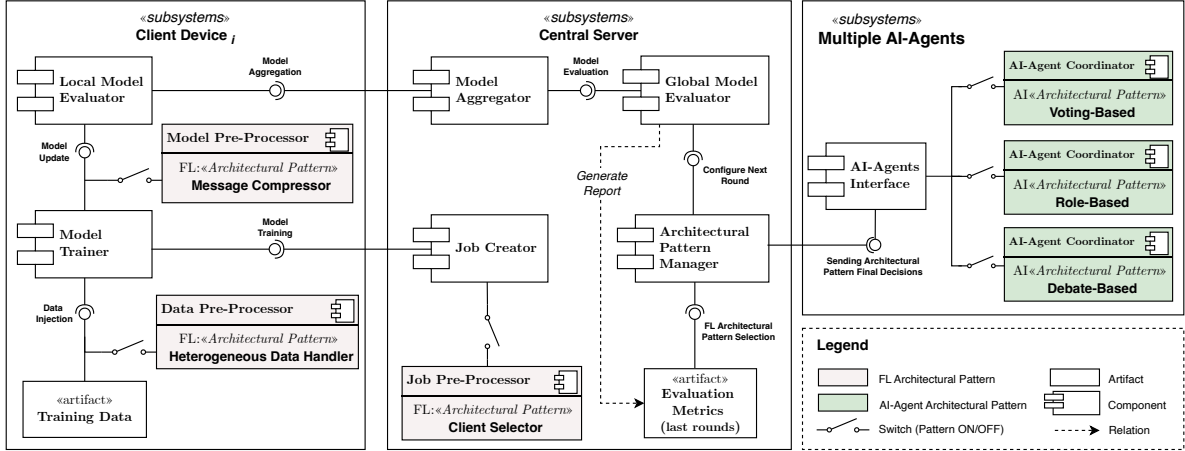 «subsystems»
Client Device i
Local Model
Evaluator
Model
Aggregation
Model
Update
Model Pre-Processor
FL:«Architectural Pattern»
Message Compressor
Model
Trainer
Model
Training
Data
Injection
Data Pre-Processor
FL:«Architectural Pattern»
Heterogeneous Data Handler
«artifact»
Training Data
«subsystems»
Central Server
Model
Aggregator
Model
Evaluation
Global Model
Evaluator
Generate
Report
Configure Next
Round
Job Creator
Architectural
Pattern
Manager
FL Architectural
Pattern Selection
Job Pre-Processor
FL:«Architectural Pattern»
Client Selector
«artifact»
Evaluation
Metrics
(last rounds)
«subsystems»
Multiple AI-Agents
AI-Agents
Interface
Sending Architectural
Pattern Final Decisions
AI-Agent Coordinator
AI«Architectural Pattern»
Voting-Based
AI-Agent Coordinator
AI«Architectural Pattern»
Role-Based
AI-Agent Coordinator
AI«Architectural Pattern»
Debate-Based
Legend
FL Architectural Pattern
Artifact
AI-Agent Architectural Pattern
Component
Switch (Pattern ON/OFF)
Relation